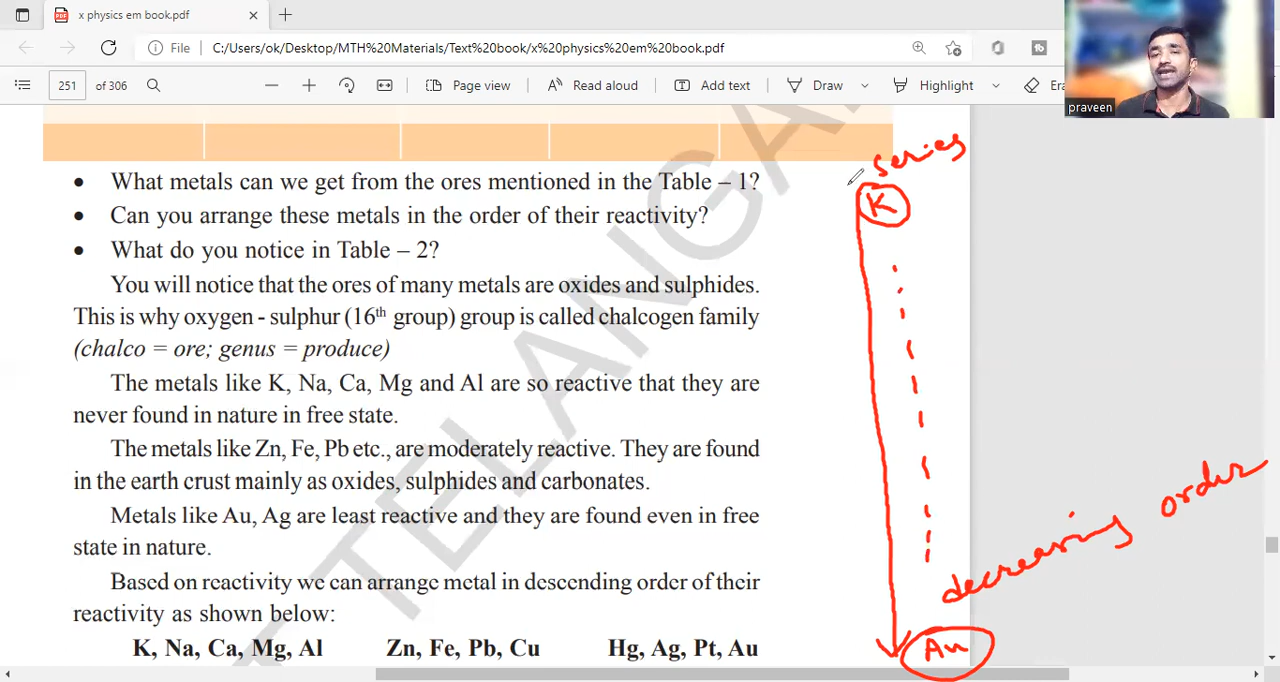 x physics em book.pdf
File C:/Users/ok/Desktop/MTH%20Materials/Text%20book/x%20physics%20em%20book.pdf
251 of 306 Page view Read aloud Add text Draw Highlight Era
praveen
series
• What metals can we get from the ores mentioned in the Table – 1?
K
• Can you arrange these metals in the order of their reactivity?
• What do you notice in Table – 2?
You will notice that the ores of many metals are oxides and sulphides.
This is why oxygen - sulphur (16th group) group is called chalcogen family
(chalco = ore; genus = produce)
The metals like K, Na, Ca, Mg and Al are so reactive that they are
never found in nature in free state.
The metals like Zn, Fe, Pb etc., are moderately reactive. They are found
in the earth crust mainly as oxides, sulphides and carbonates.
Metals like Au, Ag are least reactive and they are found even in free
state in nature.
decreasing order
Based on reactivity we can arrange metal in descending order of their
reactivity as shown below:
K, Na, Ca, Mg, Al Zn, Fe, Pb, Cu Hg, Ag, Pt, Au
Au
TELANGA